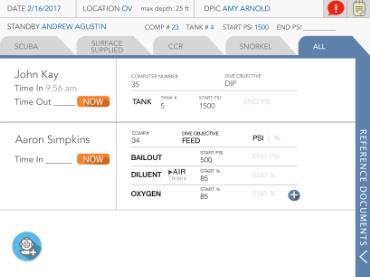 DATE 2/16/2017 LOCATION OV max depth: 25 ft DPIC AMY ARNOLD
STANDBY ANDREW AGUSTIN COMP # 23 TANK # 4 START PSI 1500 END PSI
SCUBA SURFACE SUPPLIED CCR SNORKEL ALL
John Kay
Time In 9:56 am
Time Out NOW
COMPUTER NUMBER DIVE OBJECTIVE
35 DIP
TANK TANK # START PSI
5 1500 END PSI
Aaron Simpkins
Time In NOW
COMP# DIVE OBJECTIVE
34 FEED PSI | %
BAILOUT START PSI
500 END PSI
DILUENT ▶AIR TRIMIX START %
85 END %
OXYGEN START %
85 END %
REFERENCE DOCUMENTS